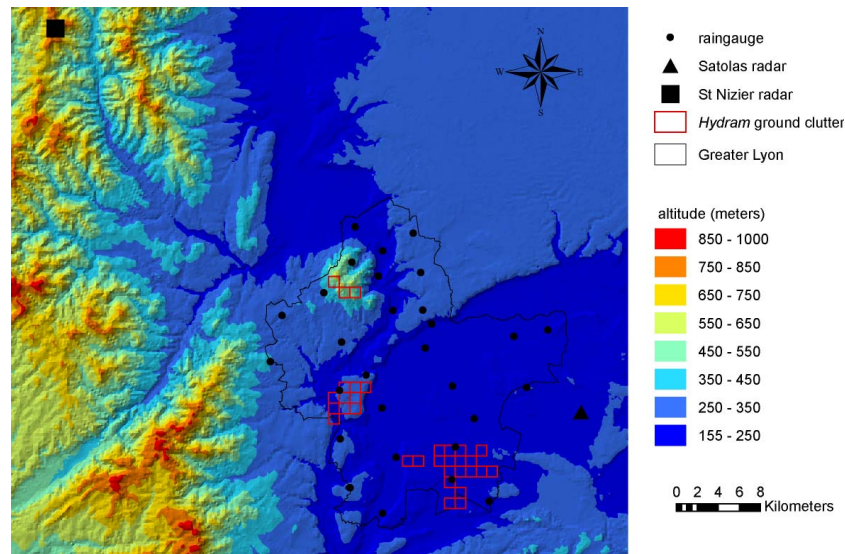 N
W E
S
raingauge
Satolas radar
St Nizier radar
Hydram ground clutter
Greater Lyon
altitude (meters)
850 - 1000
750 - 850
650 - 750
550 - 650
450 - 550
350 - 450
250 - 350
155 - 250
0 2 4 6 8 Kilometers